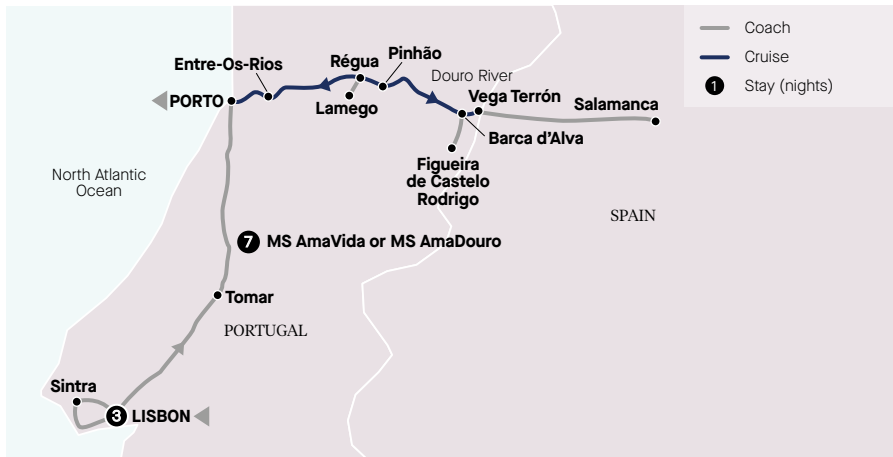 Coach
Cruise
1 Stay (nights)
Entre-Os-Rios
Régua
Pinhão
Douro River
PORTO
Lamego
Vega Terrón
Salamanca
Barca d'Alva
North Atlantic
Ocean
Figueira
de Castelo
Rodrigo
SPAIN
7 MS AmaVida or MS AmaDouro
Tomar
PORTUGAL
Sintra
3 LISBON